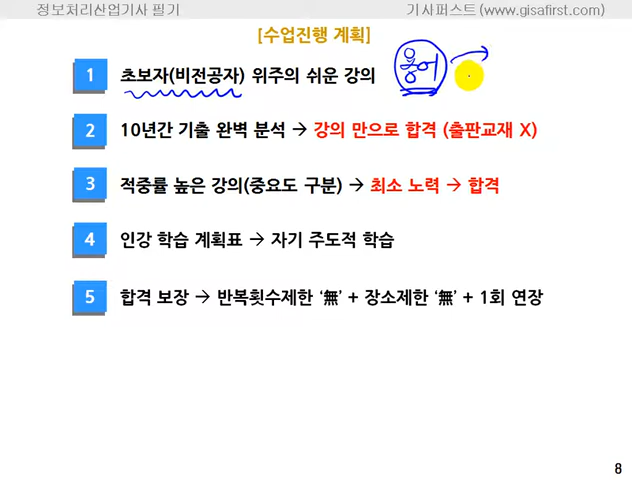 정보처리산업기사 필기
기사퍼스트 (www.gisafirst.com)
[수업진행 계획]
1 초보자(비전공자) 위주의 쉬운 강의
용어
2 10년간 기출 완벽 분석 → 강의 만으로 합격 (출판교재 X)
3 적중률 높은 강의(중요도 구분) → 최소 노력 → 합격
4 인강 학습 계획표 → 자기 주도적 학습
5 합격 보장 → 반복횟수제한 ‘無’ + 장소제한 ‘無’ + 1회 연장
8